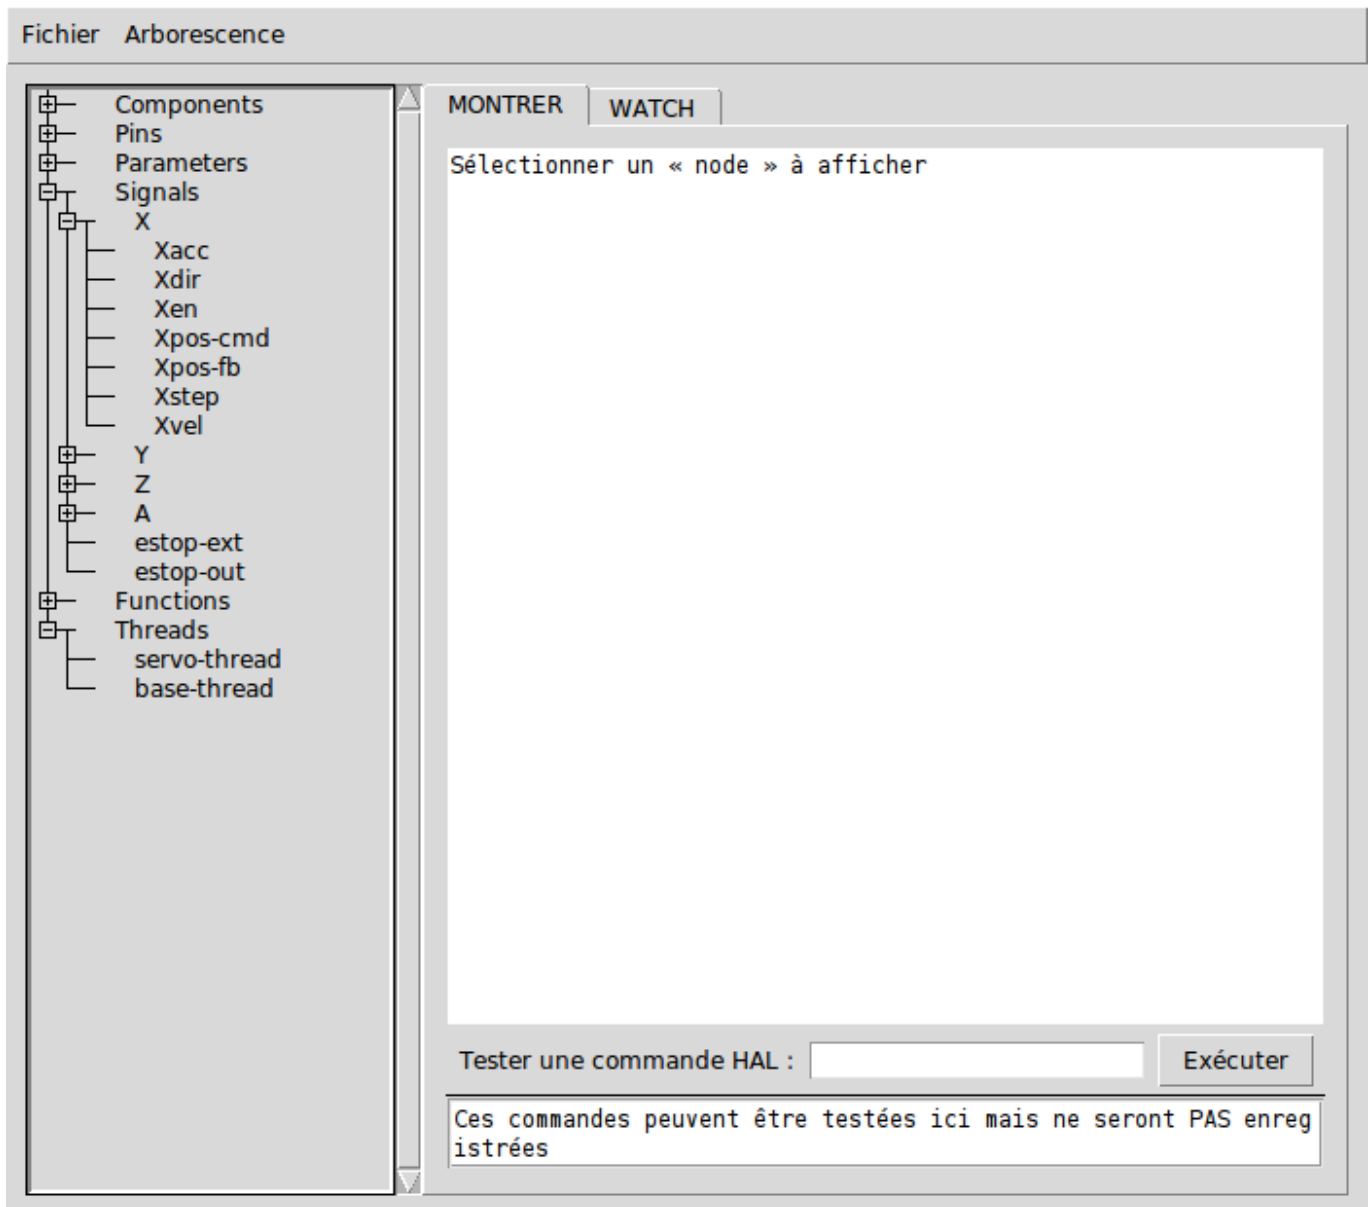 Fichier Arborescence
Components
Pins
Parameters
Signals
X
Xacc
Xdir
Xen
Xpos-cmd
Xpos-fb
Xstep
Xvel
Y
Z
A
estop-ext
estop-out
Functions
Threads
servo-thread
base-thread
MONTRER WATCH
Sélectionner un « node » à afficher
Tester une commande HAL : Exécuter
Ces commandes peuvent être testées ici mais ne seront PAS enreg
istrées